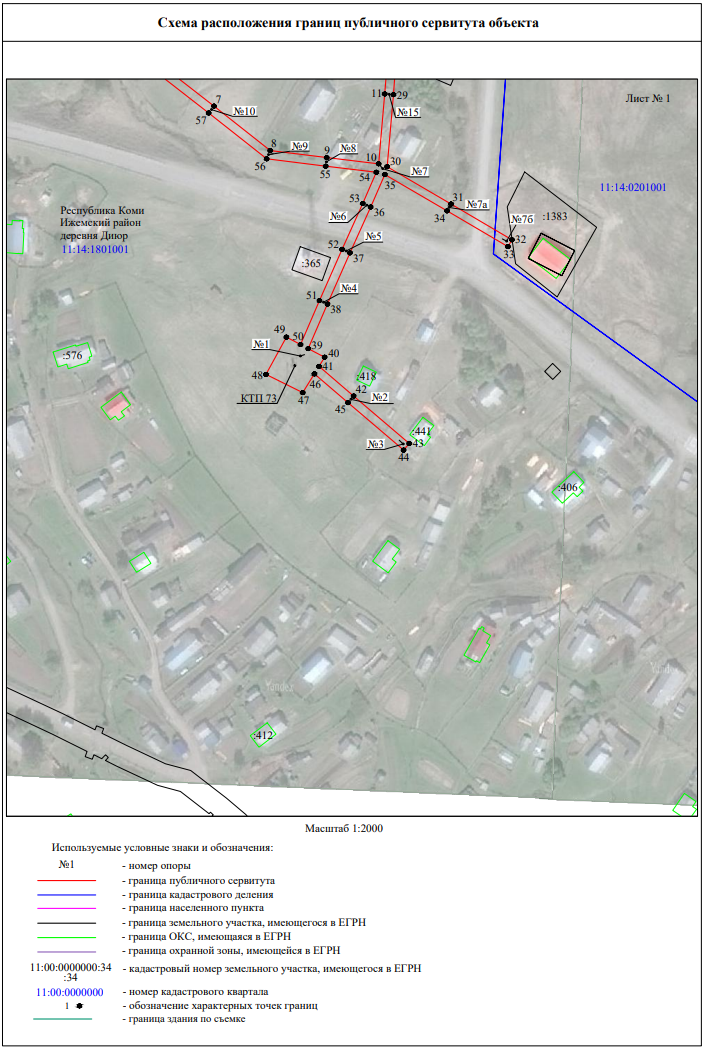 Схема расположения границ публичного сервитута объекта
Лист № 1
7
57
№10
11
29
№15
8
№9
56
9
№8
55
10
30
№7
54
35
31
№7а
34
11:14:0201001
Республика Коми
Ижемский район
деревня Диюр
11:14:1801001
53
№6
36
№7б
:1383
32
33
52
№5
37
:365
51
№4
38
49
50
№1
39
40
41
:576
48
46
:418
КТП 73
47
42
№2
45
:441
43
№3
44
:406
Yandex
Yandex
:412
Масштаб 1:2000
Используемые условные знаки и обозначения:
№1 - номер опоры
- граница публичного сервитута
- граница кадастрового деления
- граница населенного пункта
- граница земельного участка, имеющегося в ЕГРН
- граница ОКС, имеющаяся в ЕГРН
- граница охранной зоны, имеющейся в ЕГРН
11:00:0000000:34 - кадастровый номер земельного участка, имеющегося в ЕГРН
:34
11:00:0000000 - номер кадастрового квартала
1 - обозначение характерных точек границ
- граница здания по съемке